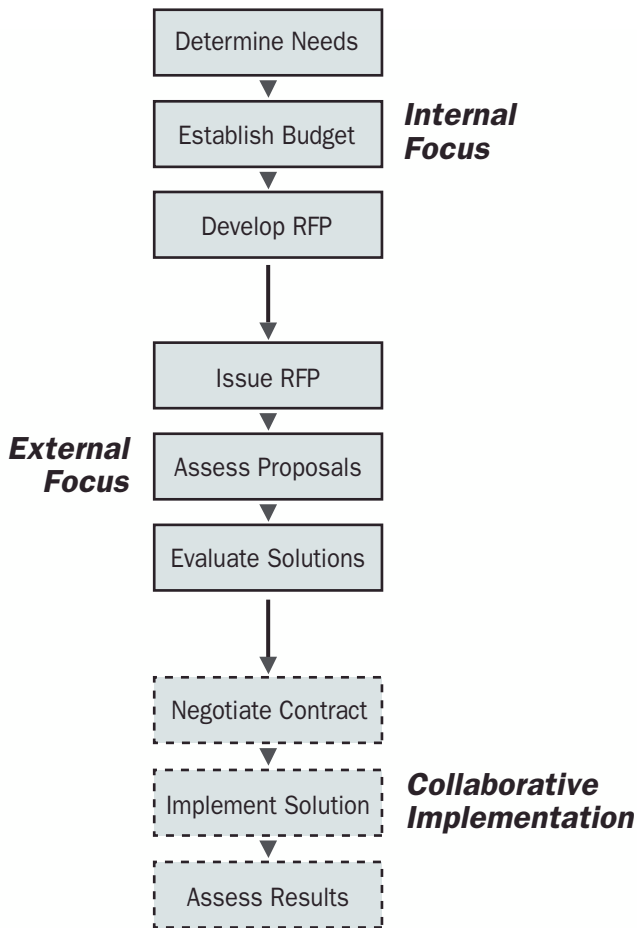 Determine Needs
Establish Budget
Internal
Focus
Develop RFP
Issue RFP
External
Focus
Assess Proposals
Evaluate Solutions
Negotiate Contract
Implement Solution
Collaborative
Implementation
Assess Results